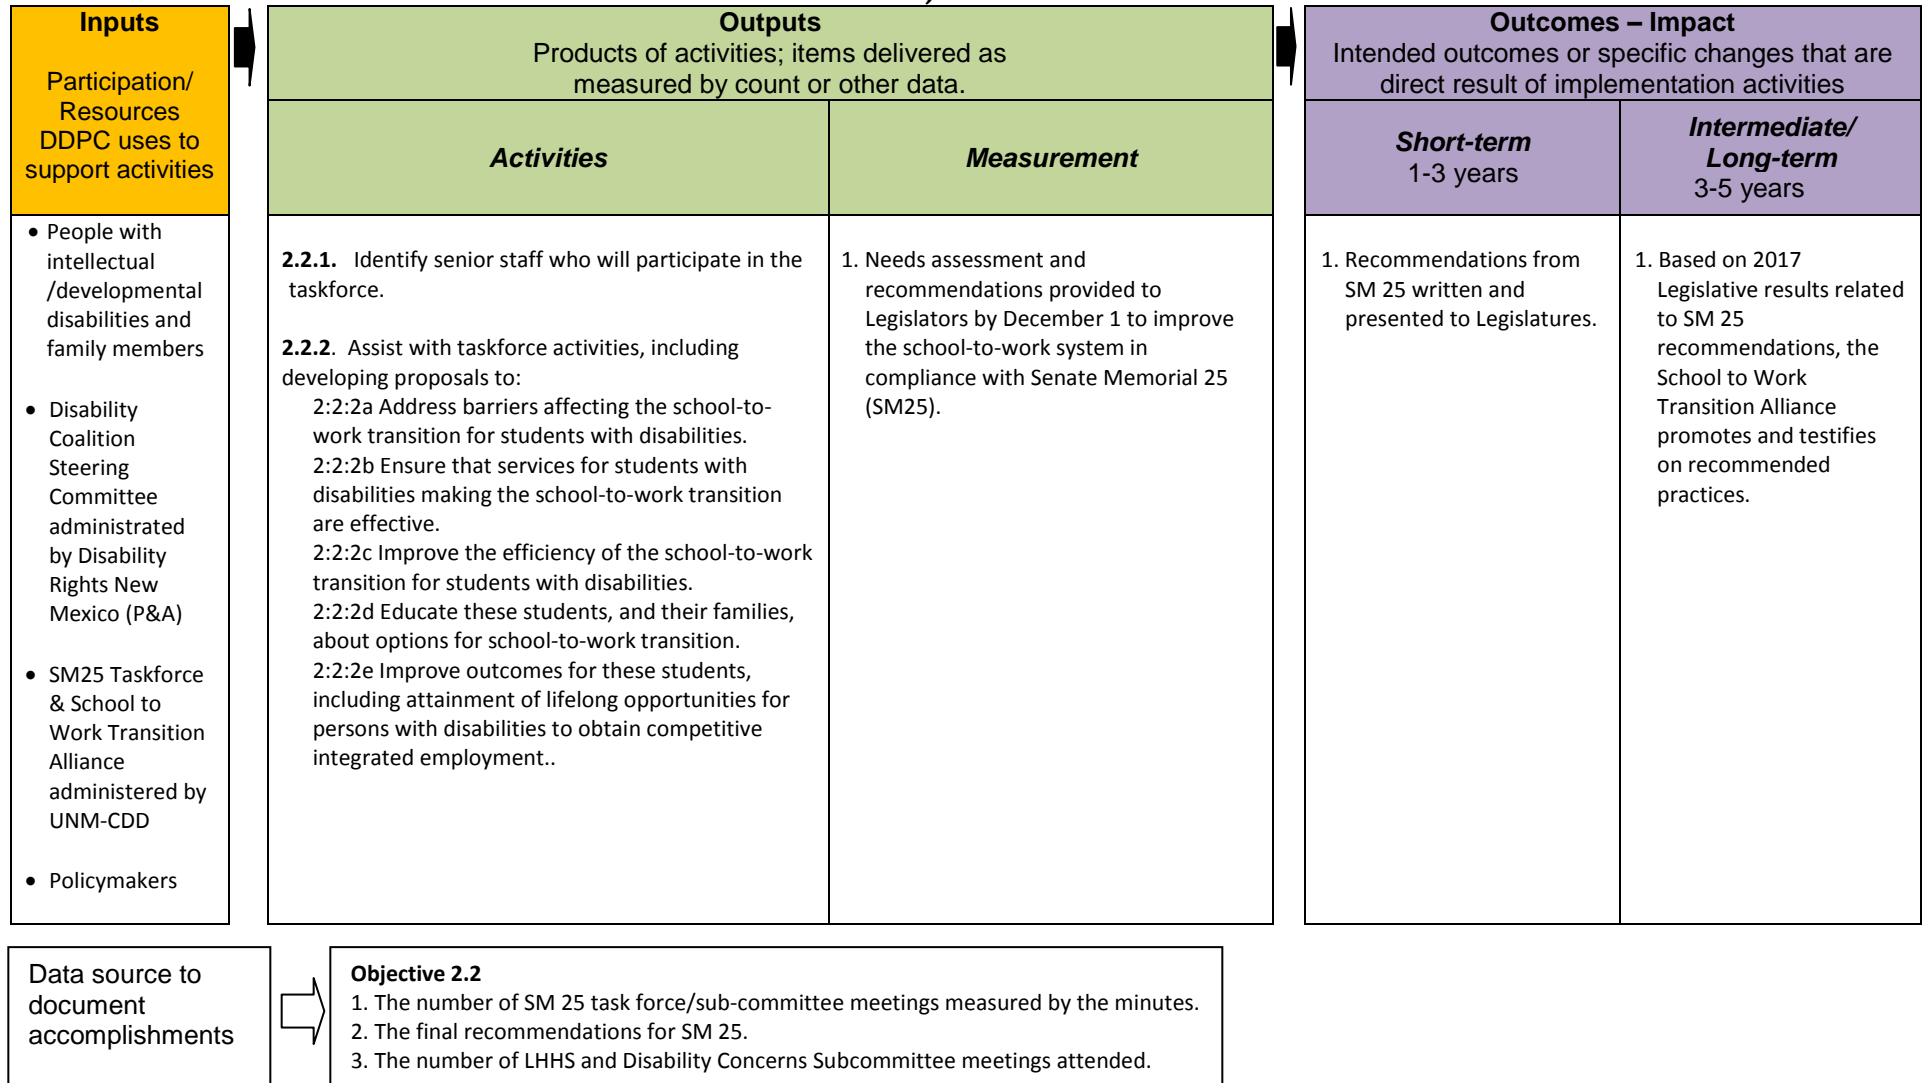 Inputs
Participation/
Resources
DDPC uses to
support activities
Outputs
Products of activities; items delivered as
measured by count or other data.
Outcomes – Impact
Intended outcomes or specific changes that are
direct result of implementation activities
Activities
Measurement
Short-term
1-3 years
Intermediate/
Long-term
3-5 years
• People with
intellectual
/developmental
disabilities and
family members
• Disability
Coalition
Steering
Committee
administrated
by Disability
Rights New
Mexico (P&A)
• SM25 Taskforce
& School to
Work Transition
Alliance
administered by
UNM-CDD
• Policymakers
2.2.1. Identify senior staff who will participate in the
taskforce.
2.2.2. Assist with taskforce activities, including
developing proposals to:
2:2:2a Address barriers affecting the school-to-
work transition for students with disabilities.
2:2:2b Ensure that services for students with
disabilities making the school-to-work transition
are effective.
2:2:2c Improve the efficiency of the school-to-work
transition for students with disabilities.
2:2:2d Educate these students, and their families,
about options for school-to-work transition.
2:2:2e Improve outcomes for these students,
including attainment of lifelong opportunities for
persons with disabilities to obtain competitive
integrated employment..
1. Needs assessment and
recommendations provided to
Legislators by December 1 to improve
the school-to-work system in
compliance with Senate Memorial 25
(SM25).
1. Recommendations from
SM 25 written and
presented to Legislatures.
1. Based on 2017
Legislative results related
to SM 25
recommendations, the
School to Work
Transition Alliance
promotes and testifies
on recommended
practices.
Data source to
document
accomplishments
Objective 2.2
1. The number of SM 25 task force/sub-committee meetings measured by the minutes.
2. The final recommendations for SM 25.
3. The number of LHHS and Disability Concerns Subcommittee meetings attended.